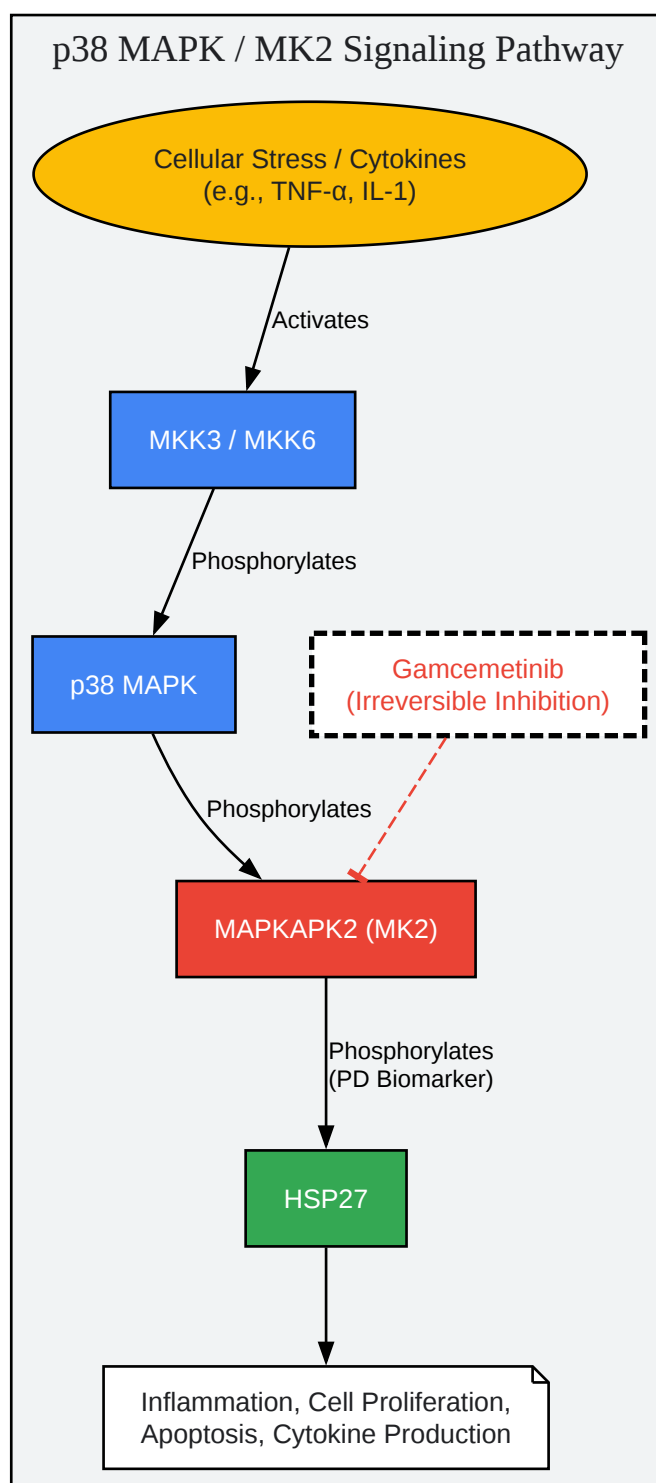 p38 MAPK / MK2 Signaling Pathway
Cellular Stress / Cytokines
(e.g., TNF-α, IL-1)
Activates
MKK3 / MKK6
Phosphorylates
p38 MAPK
Gamcemetinib
(Irreversible Inhibition)
Phosphorylates
MAPKAPK2 (MK2)
Phosphorylates
(PD Biomarker)
HSP27
Inflammation, Cell Proliferation,
Apoptosis, Cytokine Production